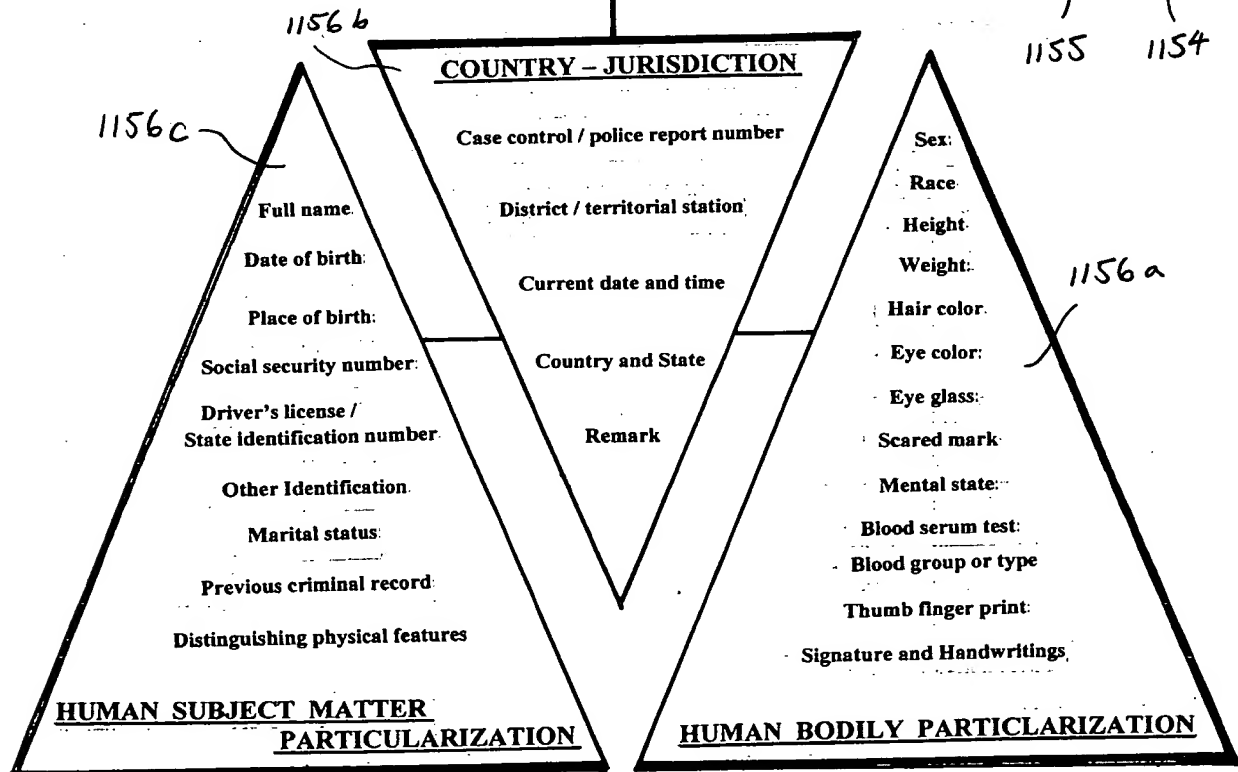 1156b
1155 1154
COUNTRY – JURISDICTION
Case control / police report number
District / territorial station
Current date and time
Country and State
Remark
1156c
Full name
Date of birth:
Place of birth:
Social security number:
Driver's license /
State identification number
Other Identification
Marital status:
Previous criminal record
Distinguishing physical features
HUMAN SUBJECT MATTER
PARTICULARIZATION
1156a
Sex:
Race
Height
Weight:
Hair color
Eye color:
Eye glass:
Scared mark
Mental state:
Blood serum test:
Blood group or type
Thumb finger print:
Signature and Handwritings
HUMAN BODILY PARTICLARIZATION